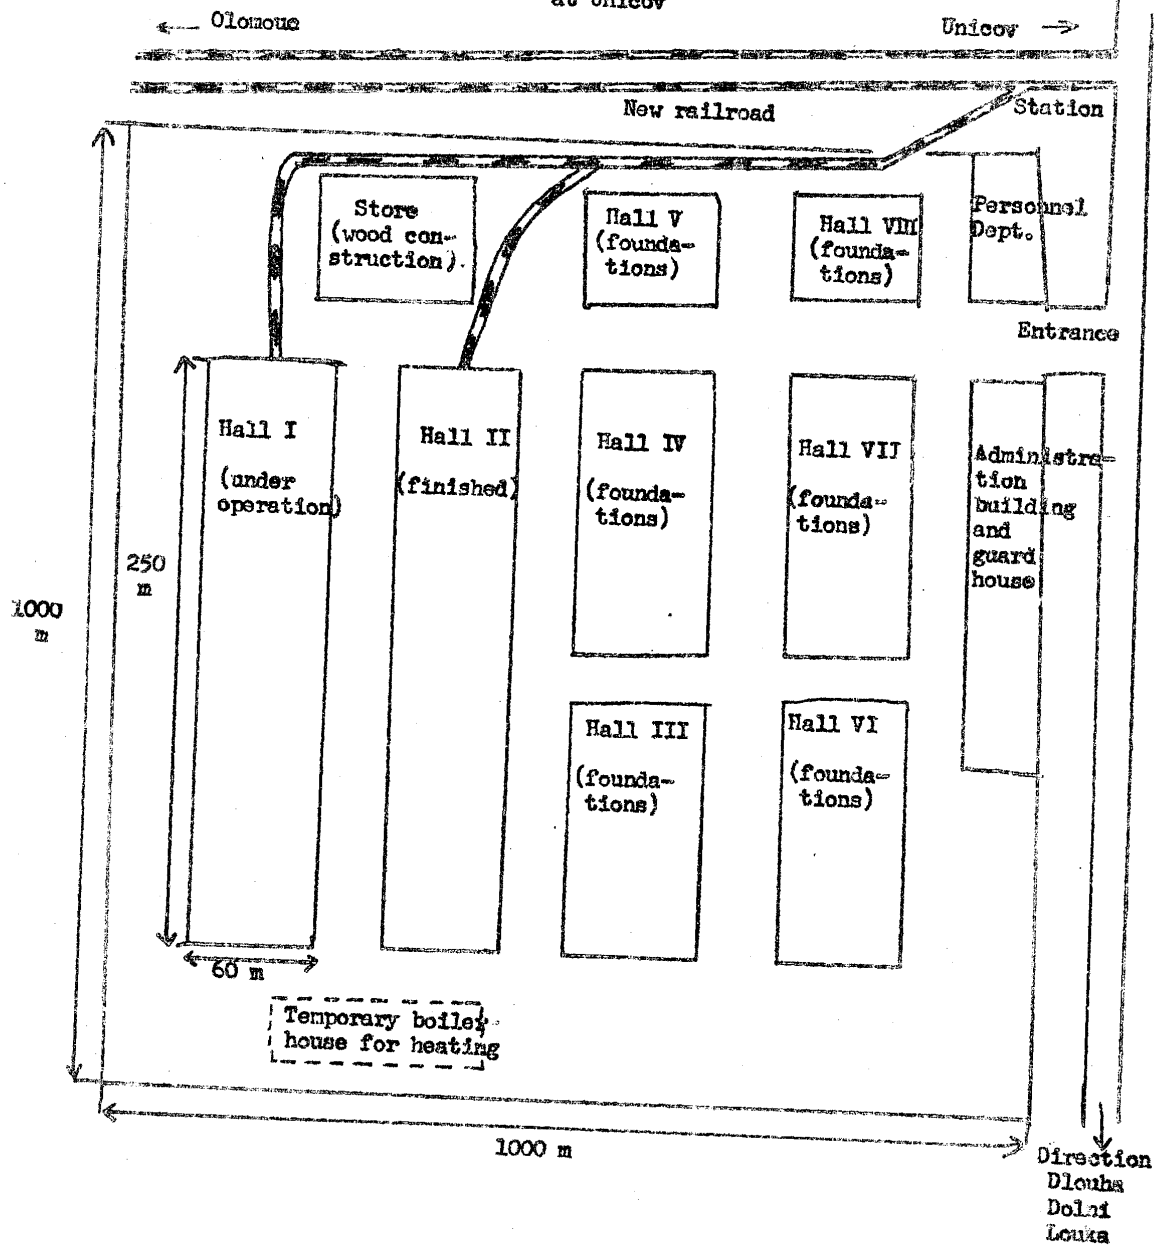 at Unicov
Olomouc
Unicov
New railroad
Station
Store
(wood con-
struction).
Hall V
(founda-
tions)
Hall VIII
(founda-
tions)
Personnel
Dept.
Entrance
Hall I
(under
operation)
Hall II
(finished)
Hall IV
(founda-
tions)
Hall VII
(founda-
tions)
Administra-
tion
building
and
guard
house
250
m
1000
m
Hall III
(founda-
tions)
Hall VI
(founda-
tions)
60 m
Temporary boiler
house for heating
1000 m
Direction
Dlouha
Dolni
Louka